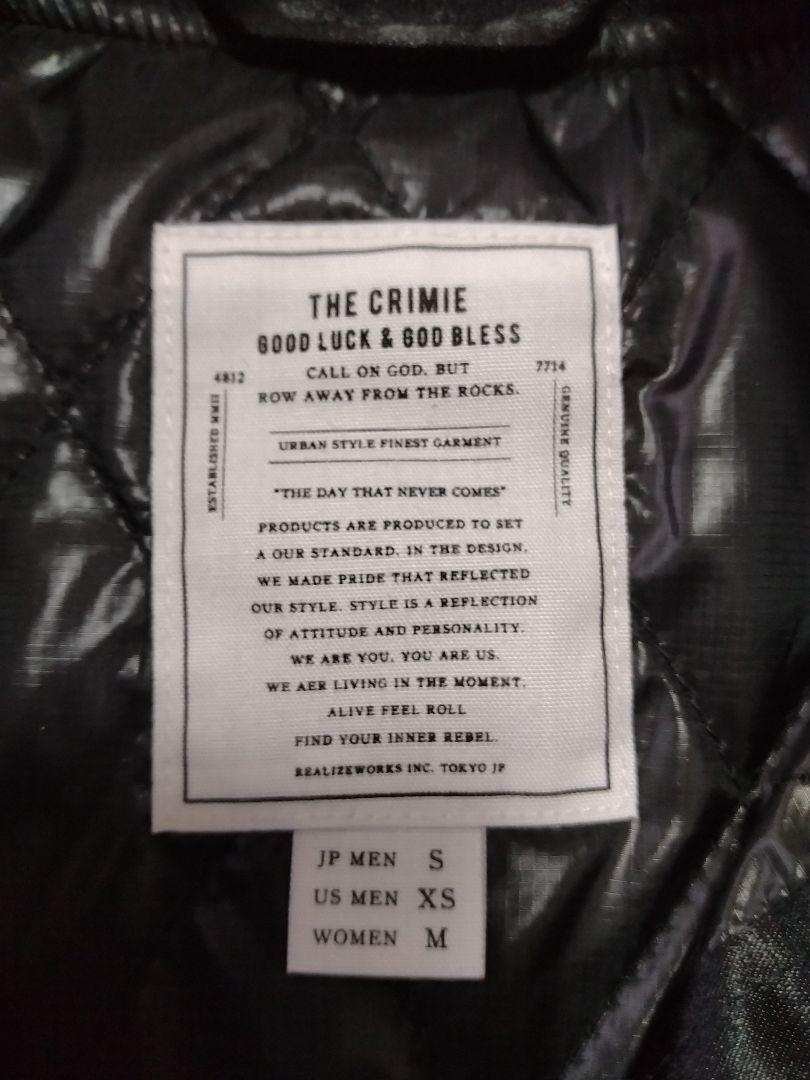 THE CRIMIE
GOOD LUCK & GOD BLESS
CALL ON GOD, BUT
ROW AWAY FROM THE ROCKS.
4812
7714
ESTABLISHED MMII
GENUINE QUALITY
URBAN STYLE FINEST GARMENT
"THE DAY THAT NEVER COMES"
PRODUCTS ARE PRODUCED TO SET
A OUR STANDARD. IN THE DESIGN,
WE MADE PRIDE THAT REFLECTED
OUR STYLE. STYLE IS A REFLECTION
OF ATTITUDE AND PERSONALITY.
WE ARE YOU, YOU ARE US.
WE AER LIVING IN THE MOMENT.
ALIVE FEEL ROLL
FIND YOUR INNER REBEL.
REALIZEWORKS INC. TOKYO JP
JP MEN S
US MEN XS
WOMEN M